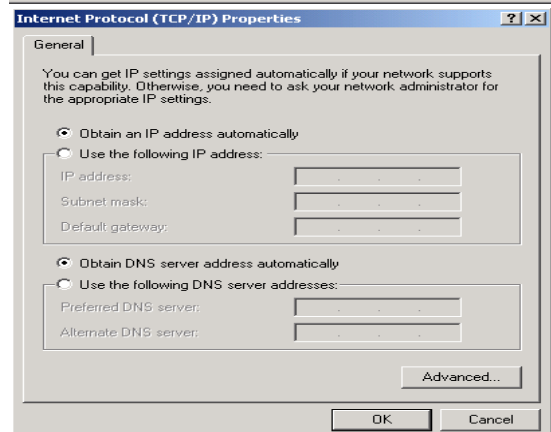 Internet Protocol (TCP/IP) Properties
General
You can get IP settings assigned automatically if your network supports
this capability. Otherwise, you need to ask your network administrator for
the appropriate IP settings.
Obtain an IP address automatically
Use the following IP address:
IP address:
Subnet mask:
Default gateway:
Obtain DNS server address automatically
Use the following DNS server addresses:
Preferred DNS server:
Alternate DNS server:
Advanced...
OK Cancel